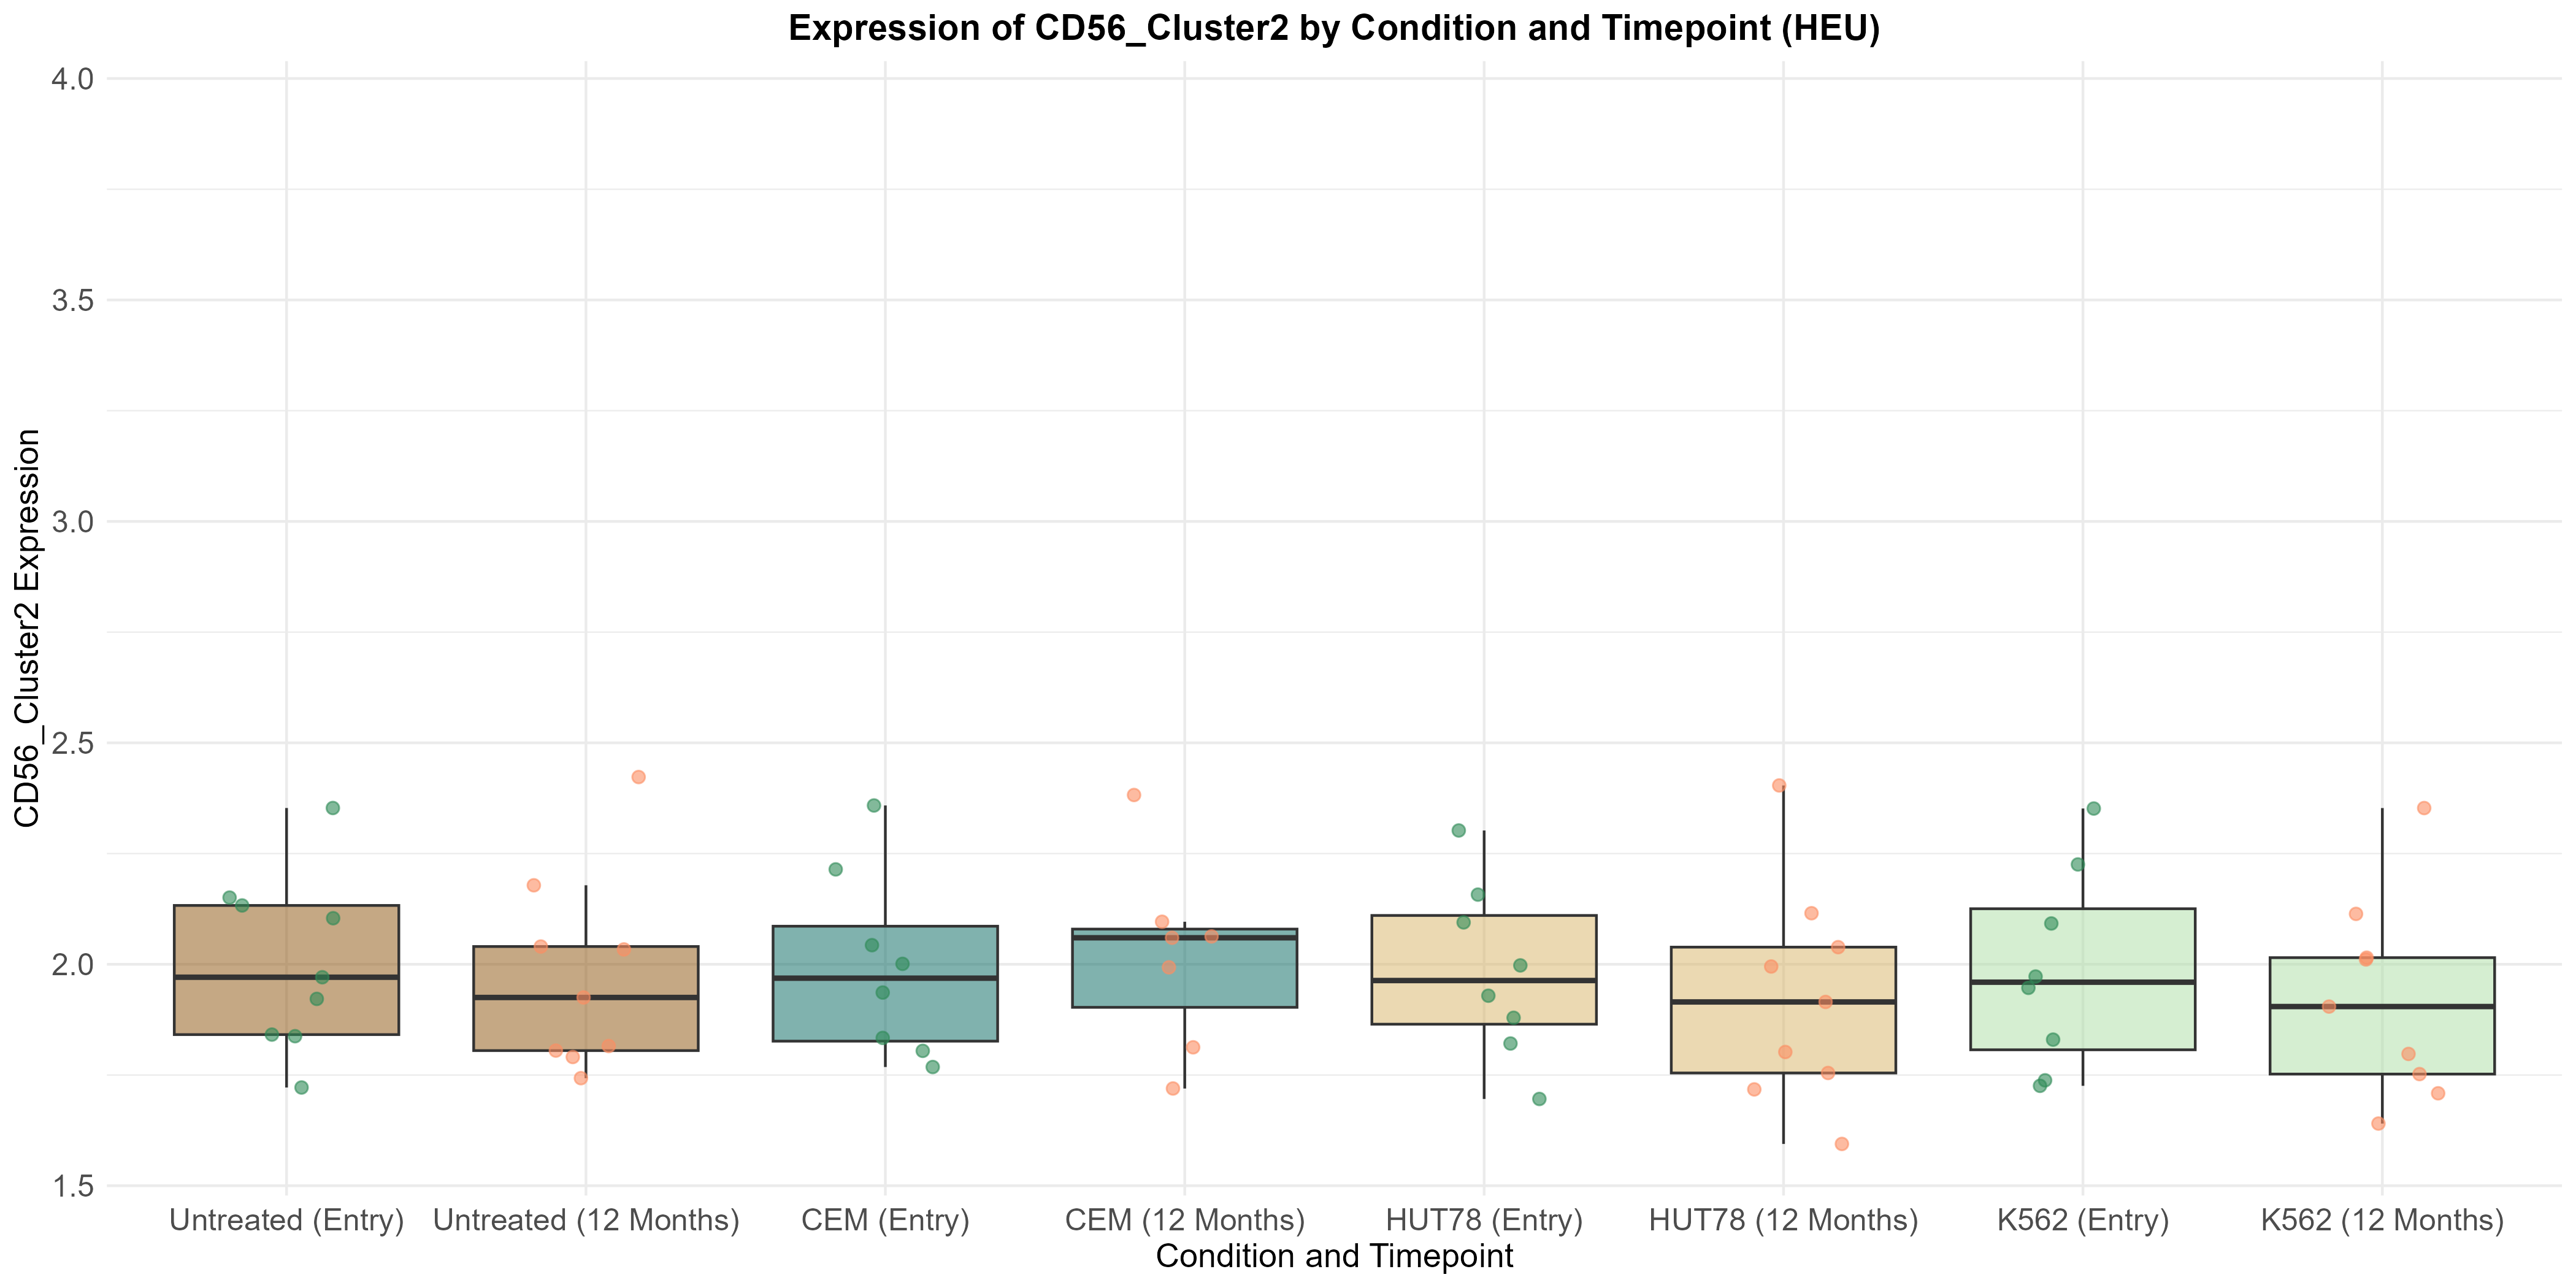 Expression of CD56_Cluster2 by Condition and Timepoint (HEU)
CD56_Cluster2 Expression
4.0
3.5
3.0
2.5
2.0
1.5
Untreated (Entry)
Untreated (12 Months)
CEM (Entry)
CEM (12 Months)
HUT78 (Entry)
HUT78 (12 Months)
K562 (Entry)
K562 (12 Months)
Condition and Timepoint